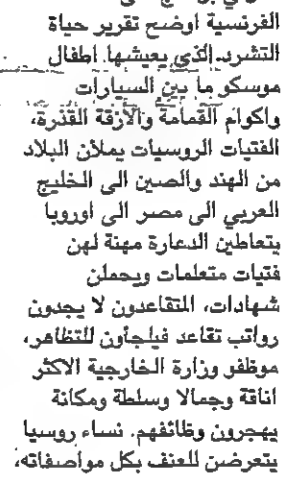 الفرنسية اوضح تقرير حياة
التشرد الذي يعيشها اطفال
موسكو ما بين السيارات
واكوام القمامة والأزقة القذرة،
الفتيات الروسيات يملأن البلاد
من الهند والصين الى الخليج
العربي الى مصر الى اوروبا
يتعاطين الدعارة مهنة لهن
فتيات متعلمات ويحملن
شهادات، المتقاعدون لا يجدون
رواتب تقاعد فيلجأون للتظاهر،
موظفو وزارة الخارجية الاكثر
اناقة وجمالا وسلطة ومكانة
يهجرون وظائفهم. نساء روسيا
يتعرضن للعنف بكل مواصفاته،